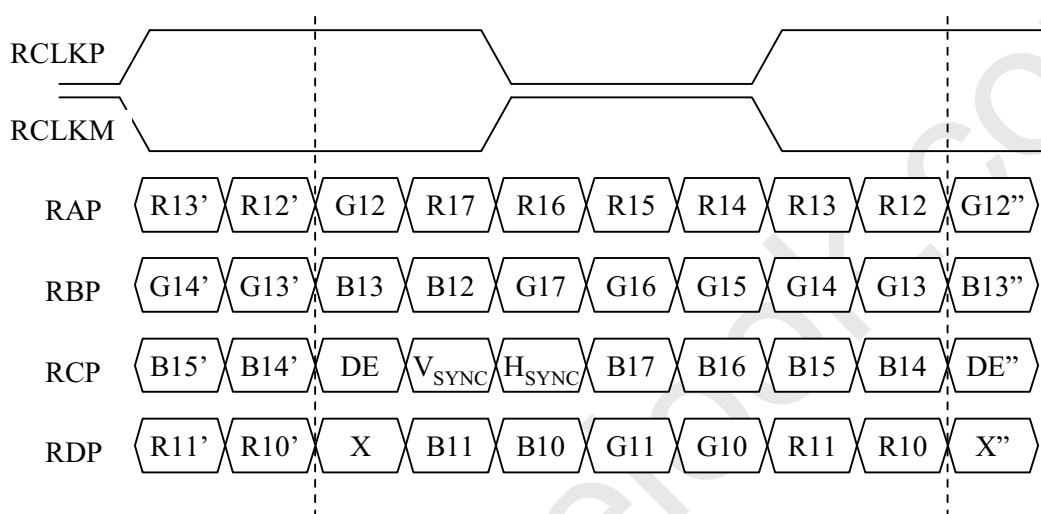 RCLKP
RCLKM
RAP R13’ R12’ G12 R17 R16 R15 R14 R13 R12 G12”
RBP G14’ G13’ B13 B12 G17 G16 G15 G14 G13 B13”
RCP B15’ B14’ DE VSYNC HSYNC B17 B16 B15 B14 DE”
RDP R11’ R10’ X B11 B10 G11 G10 R11 R10 X”